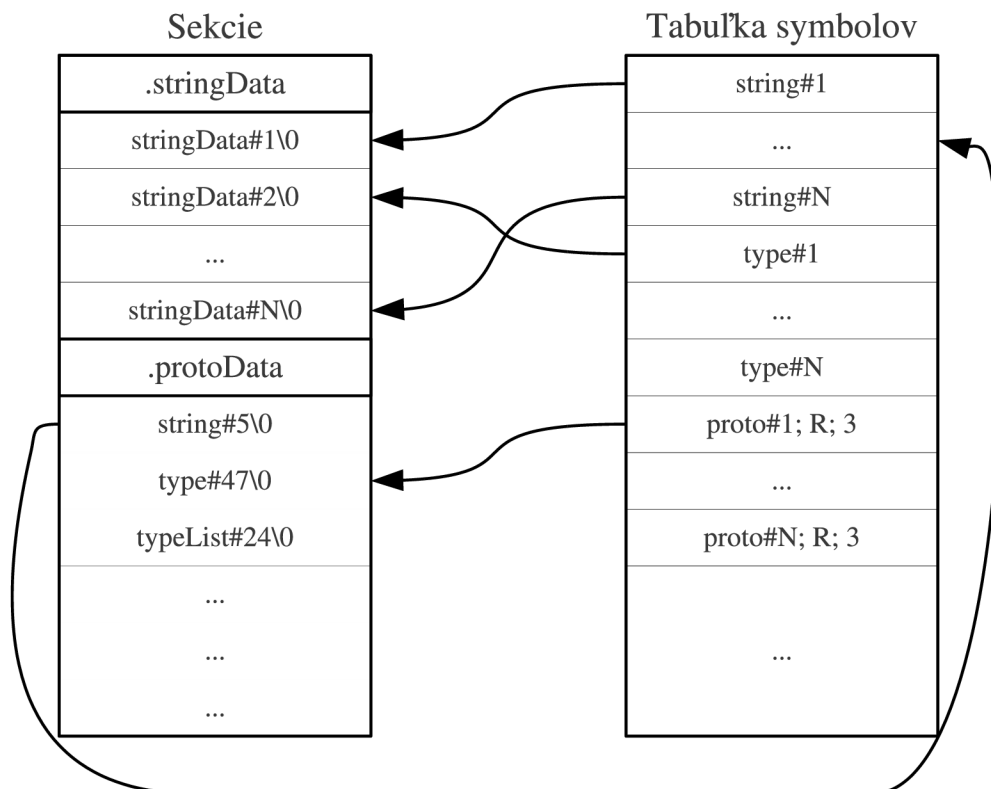 Sekcie
.stringData
stringData#1\0
stringData#2\0
...
stringData#N\0
.protoData
string#5\0
type#47\0
typeList#24\0
...
...
...
Tabuľka symbolov
string#1
...
string#N
type#1
...
type#N
proto#1; R; 3
...
proto#N; R; 3
...